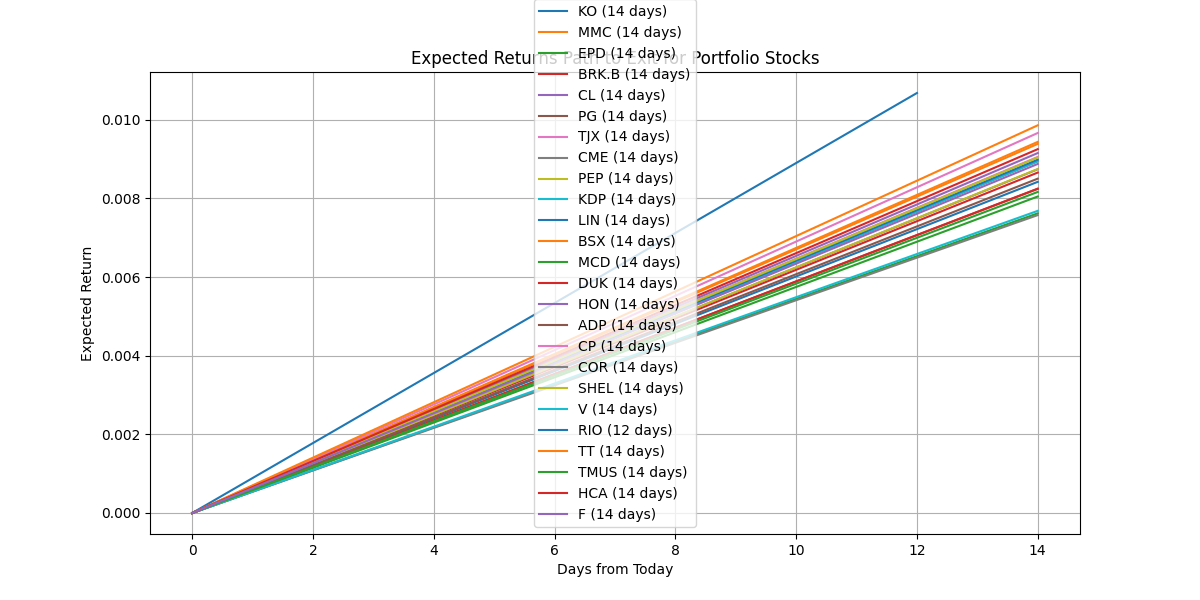 KO (14 days)
MMC (14 days)
EPD (14 days)
Expected Returns Path to Exit for Portfolio Stocks
BRK.B (14 days)
CL (14 days)
PG (14 days)
TJX (14 days)
CME (14 days)
PEP (14 days)
KDP (14 days)
LIN (14 days)
BSX (14 days)
MCD (14 days)
DUK (14 days)
HON (14 days)
ADP (14 days)
CP (14 days)
COR (14 days)
SHEL (14 days)
V (14 days)
RIO (12 days)
TT (14 days)
TMUS (14 days)
HCA (14 days)
F (14 days)
Expected Return
0.010
0.008
0.006
0.004
0.002
0.000
0 2 4 6 8 10 12 14
Days from Today